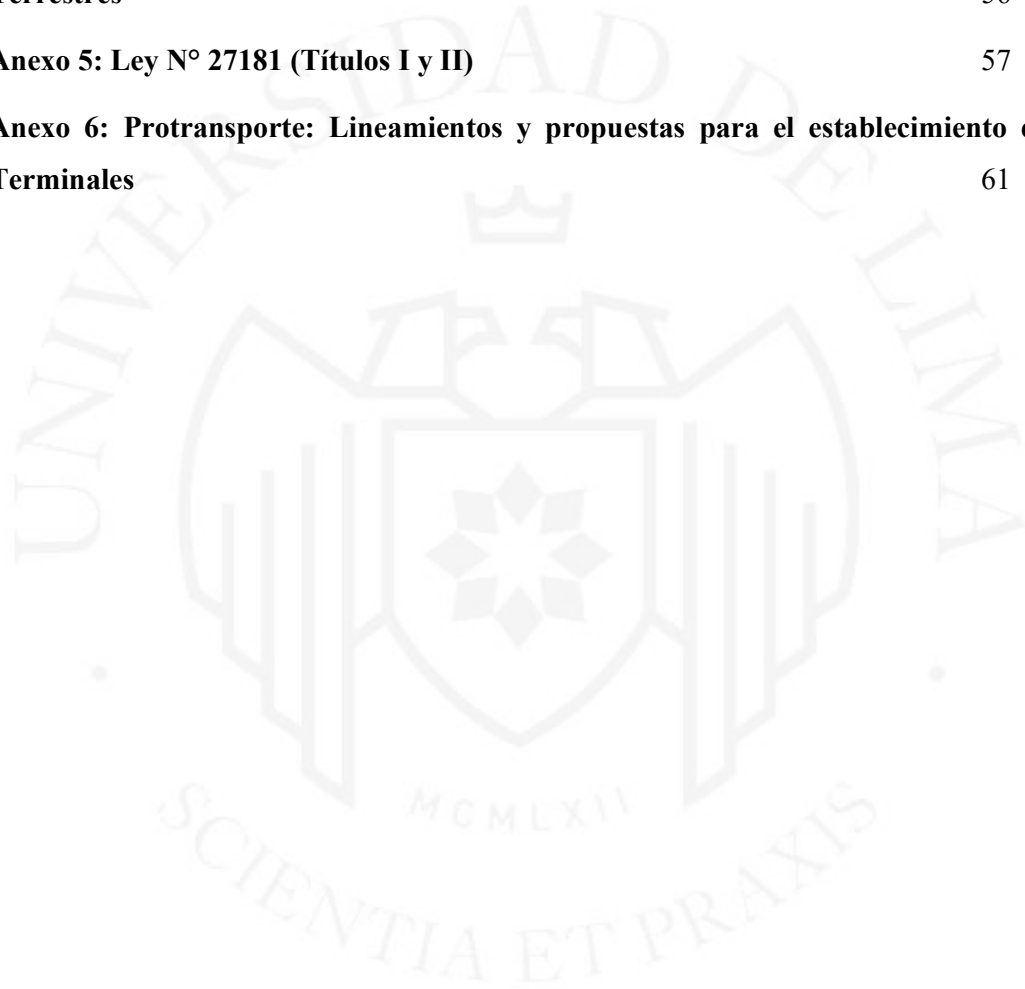 Anexo 5: Ley N° 27181 (Títulos I y II) 57
Anexo 6: Protransporte: Lineamientos y propuestas para el establecimiento
Terminales 61
UNIVERSIDAD DE LIMA
MCMLXII
SCIENTIA ET PRAXIS